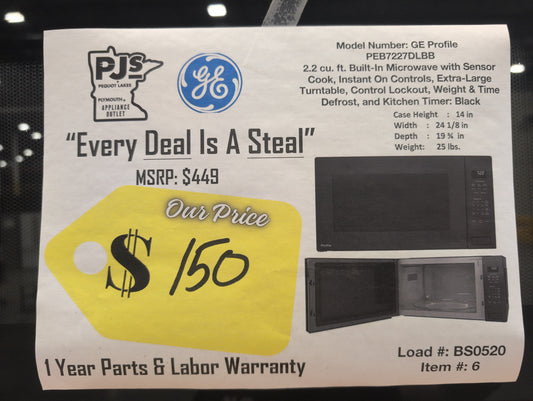 PJs
PEQUOT LAKES
PLYMOUTH
APPLIANCE
OUTLET
GE
Model Number: GE Profile
PEB7227DLBB
2.2 cu. ft. Built-In Microwave with Sensor
Cook, Instant On Controls, Extra-Large
Turntable, Control Lockout, Weight & Time
Defrost, and Kitchen Timer: Black
Case Height : 14 in
Width : 24 1/8 in
Depth : 19 ¾ in
Weight: 25 lbs.
"Every Deal Is A Steal"
MSRP: $449
Our Price
$ 150
1 Year Parts & Labor Warranty
Load #: BS0520
Item #: 6